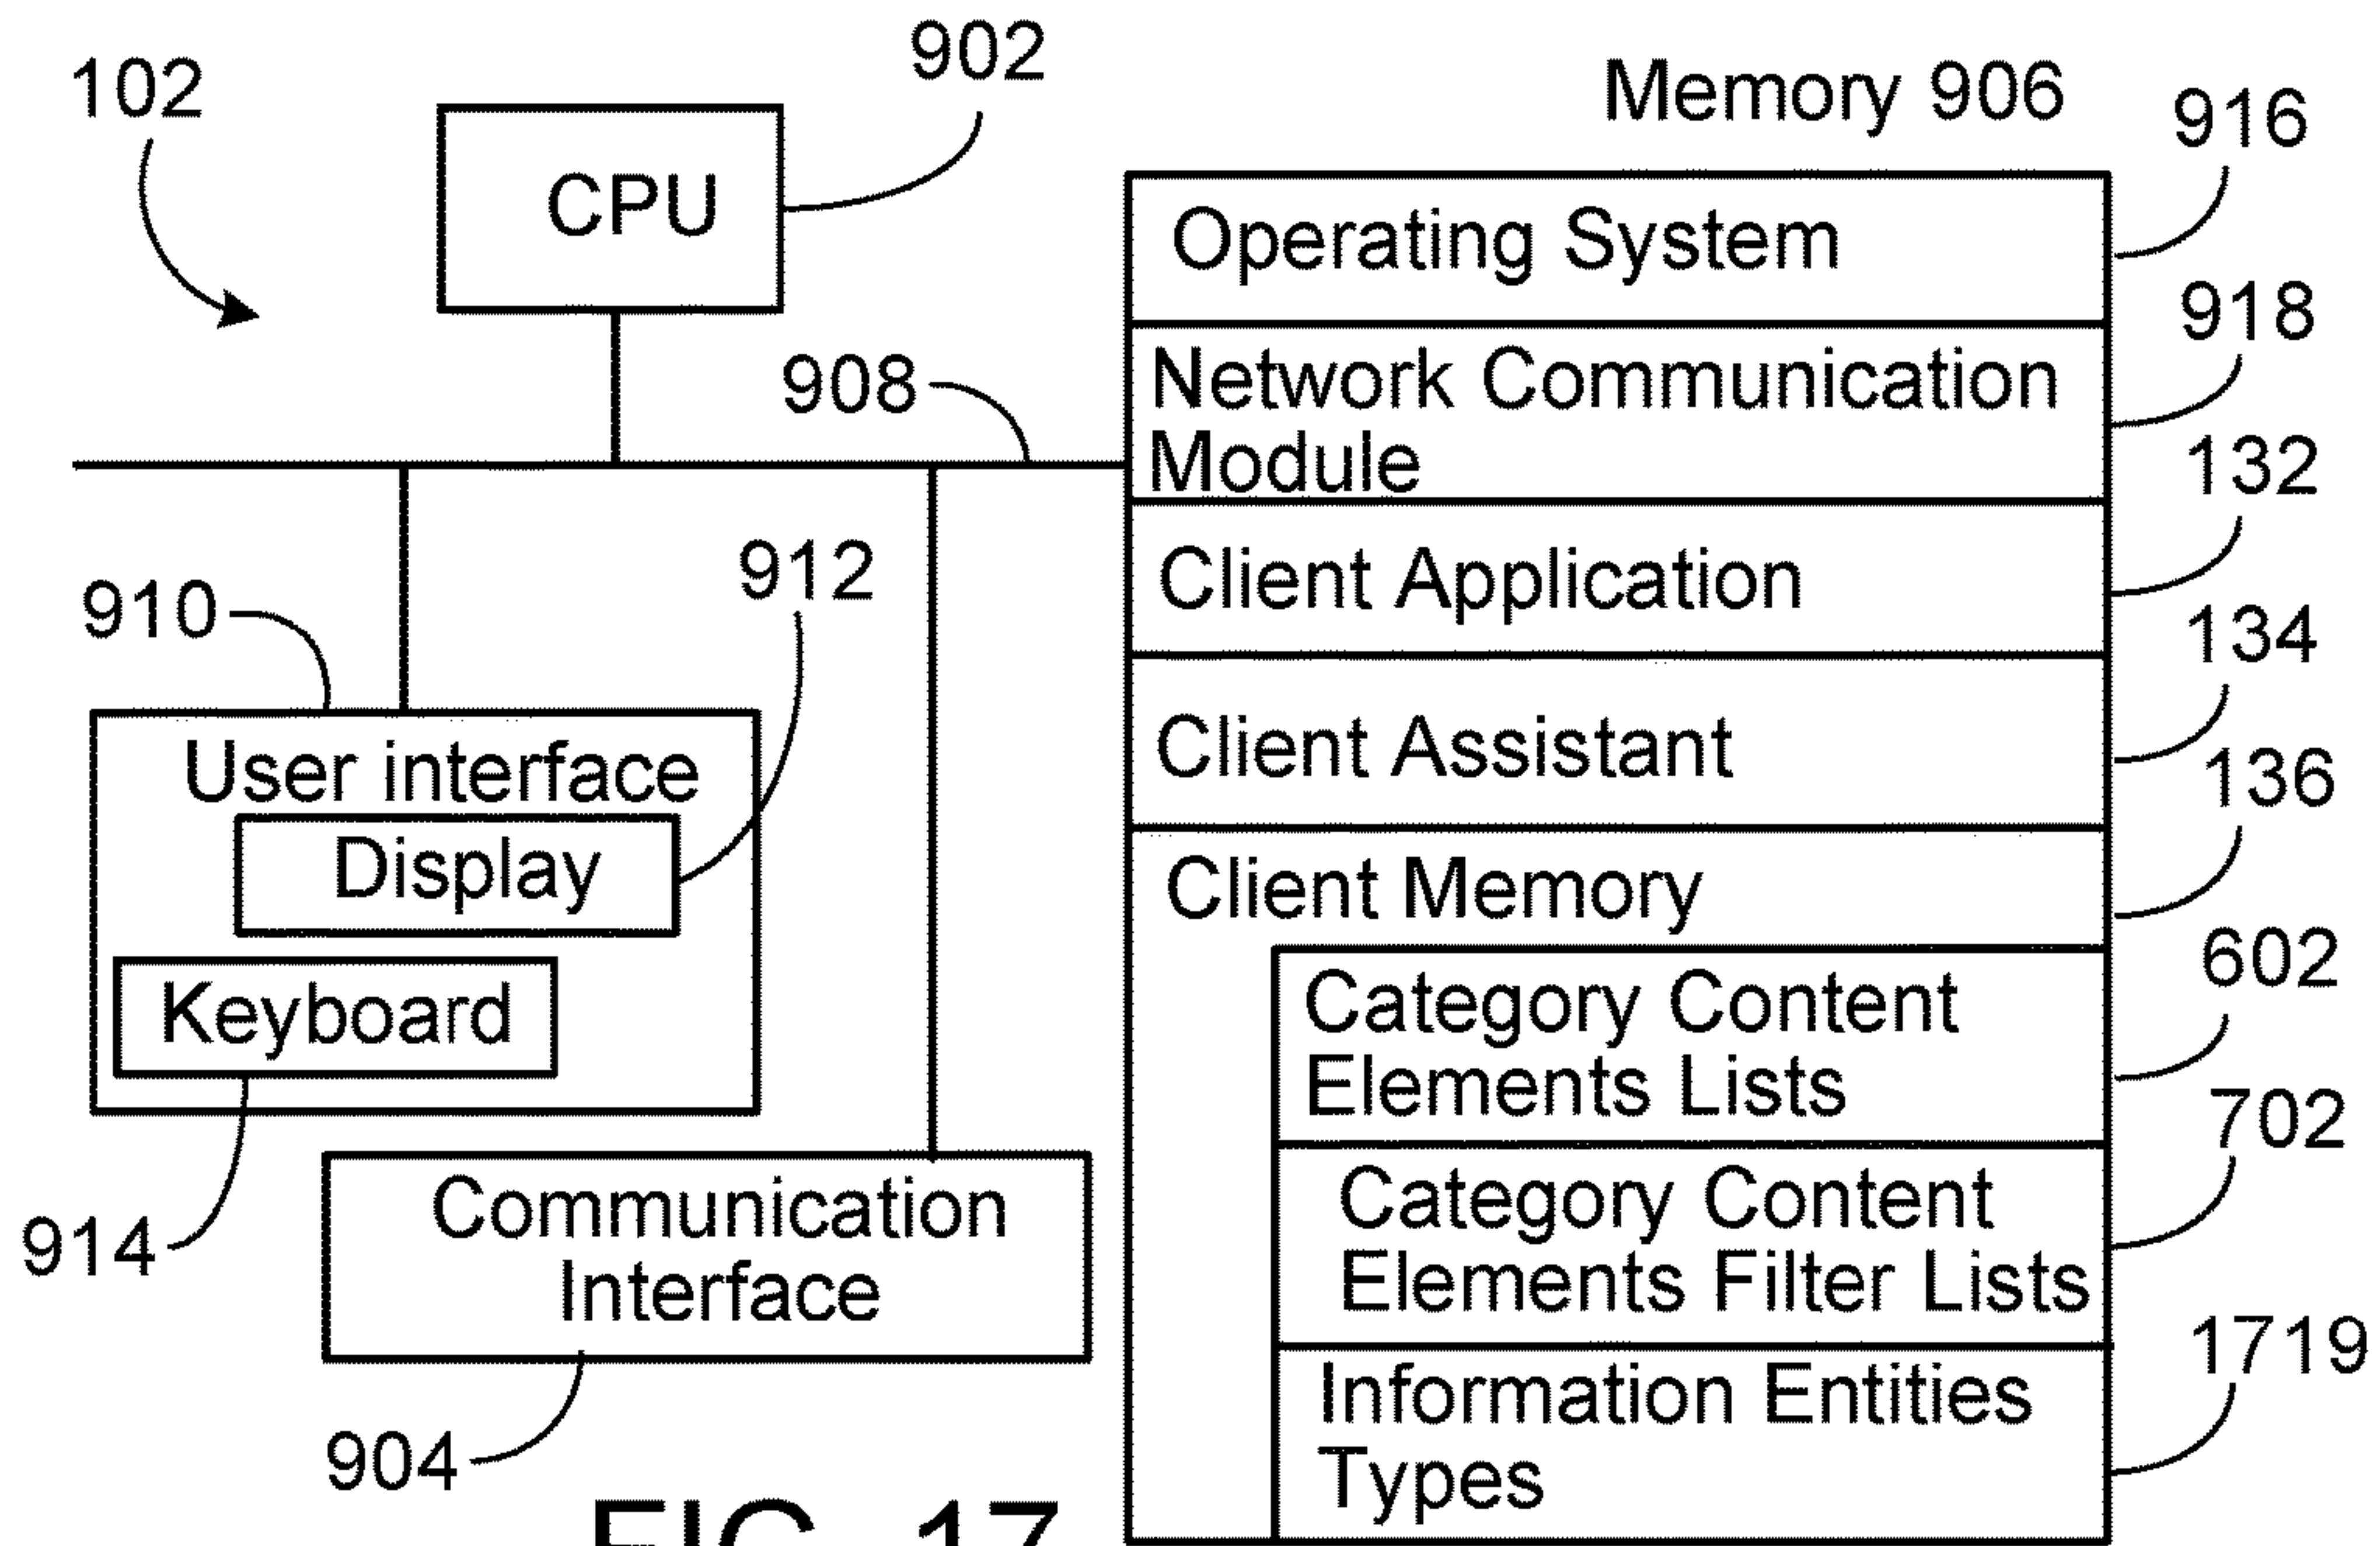 102
902
CPU
908
910
912
User interface
Display
Keyboard
914
Communication
Interface
904
Memory 906
916
Operating System
918
Network Communication
Module
132
Client Application
134
Client Assistant
136
Client Memory
602
Category Content
Elements Lists
702
Category Content
Elements Filter Lists
1719
Information Entities
Types
FIG. 17